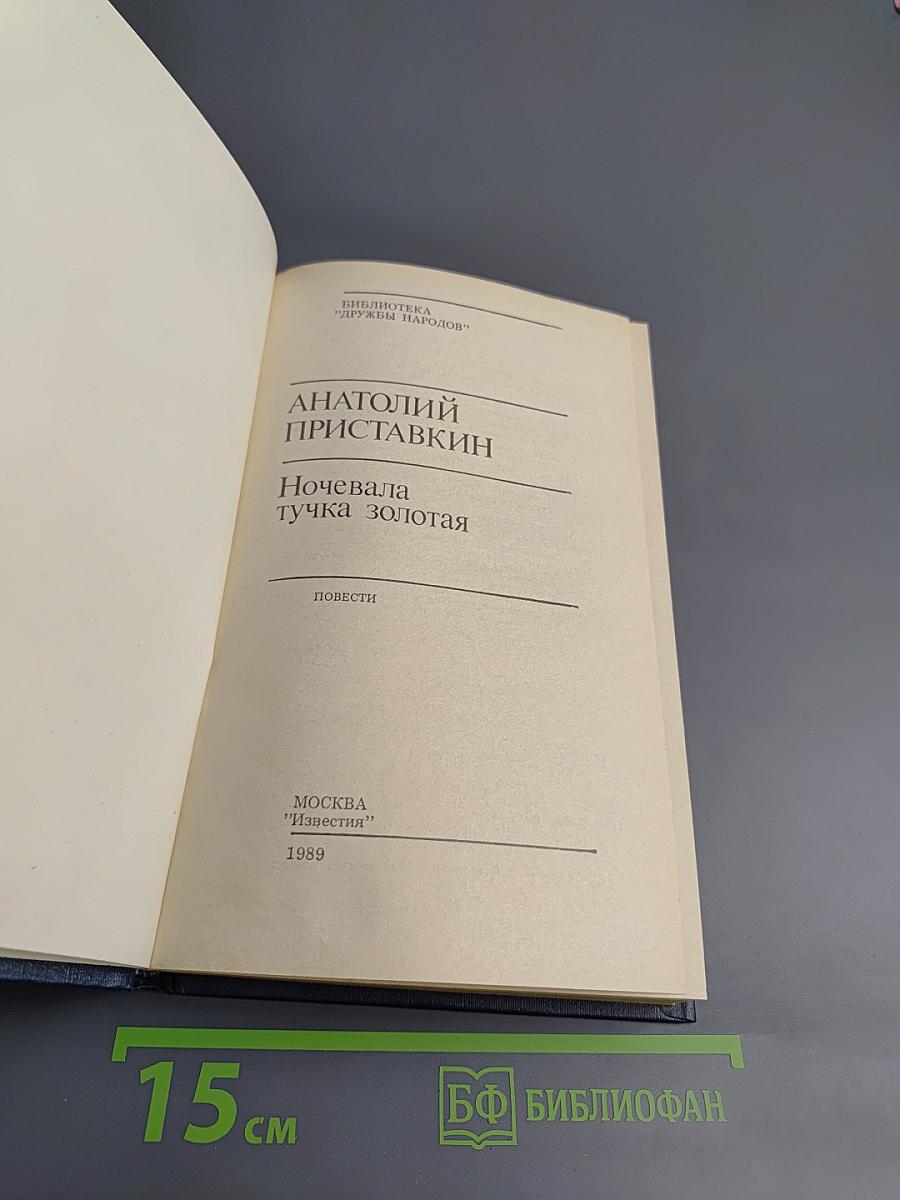 БИБЛИОТЕКА
"ДРУЖБЫ НАРОДОВ"
АНАТОЛИЙ
ПРИСТАВКИН
Ночевала
тучка золотая
ПОВЕСТИ
МОСКВА
"Известия"
1989
15 см
БФ БИБЛИОФАН